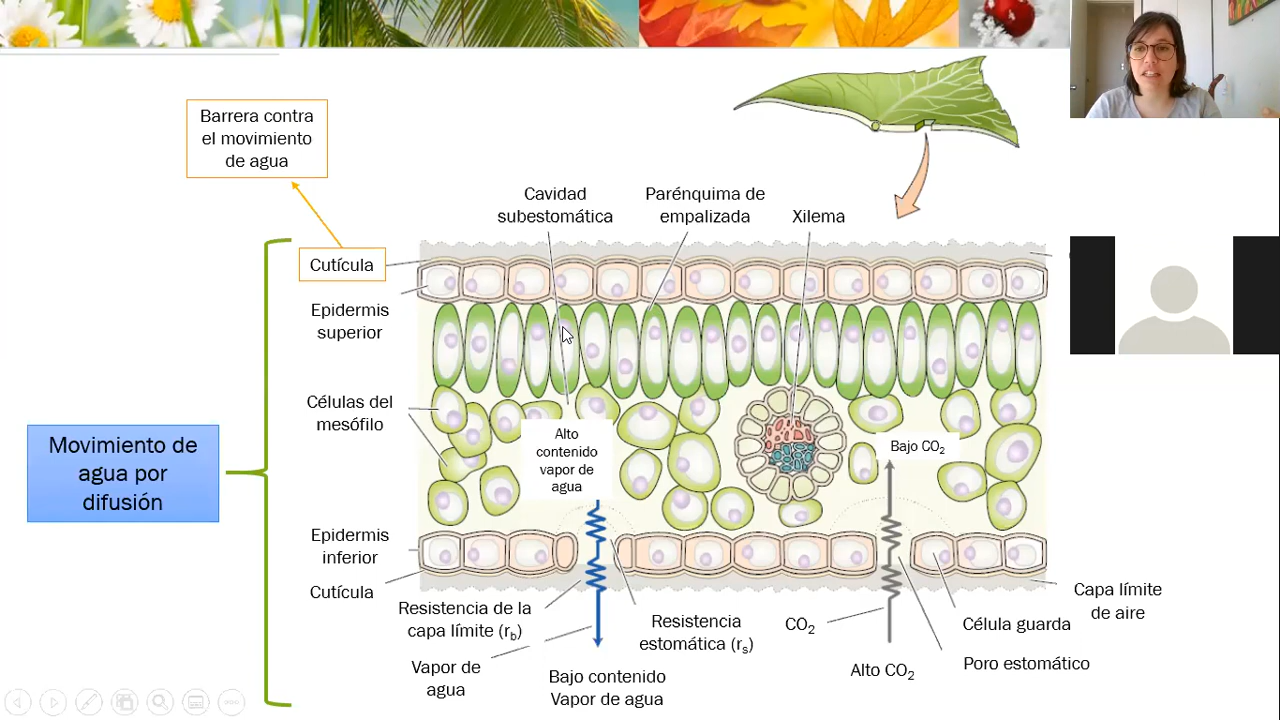 Barrera contra
el movimiento
de agua
Cavidad
subestomática
Parénquima de
empalizada
Xilema
Cutícula
Epidermis
superior
Células del
mesófilo
Movimiento de
agua por
difusión
Alto
contenido
vapor de
agua
Bajo CO₂
Epidermis
inferior
Cutícula
Resistencia de la
capa límite (rb)
Resistencia
estomática (rs)
CO₂
Célula guarda
Capa límite
de aire
Vapor de
agua
Bajo contenido
Vapor de agua
Alto CO₂
Poro estomático